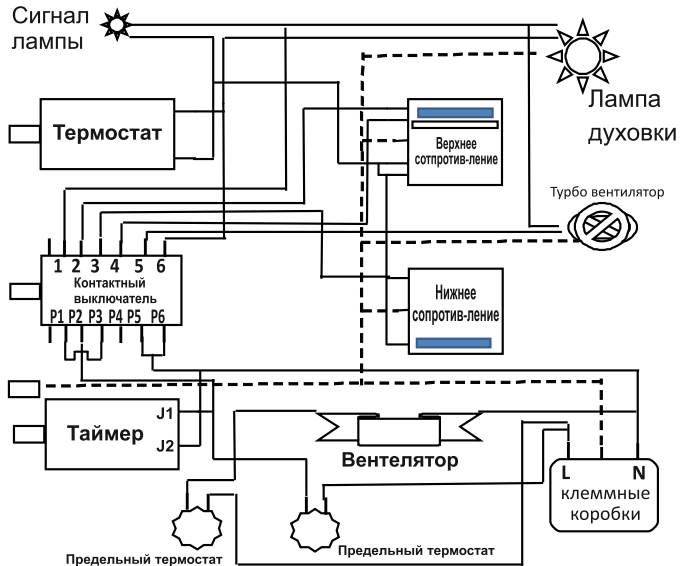 Сигнал
лампы
Лампа
духовки
Термостат
Верхнее
сотпротив-ление
Турбо вентилятор
1 2 3 4 5 6
Контактный
выключатель
P1 P2 P3 P4 P5 P6
Нижнее
сопротив-ление
J1
Таймер
J2
Вентелятор
L N
клеммные
коробки
Предельный термостат
Предельный термостат